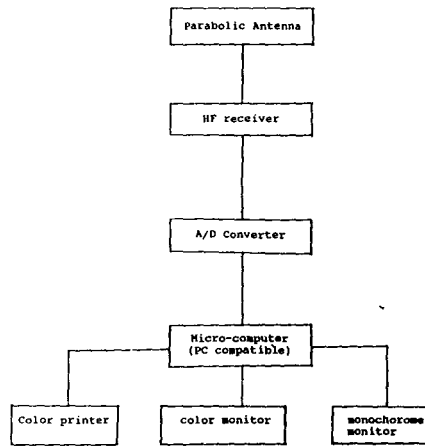 Parabolic Antenna
HF receiver
A/D Converter
Micro-computer
(PC compatible)
Color printer
color monitor
monochorome
monitor